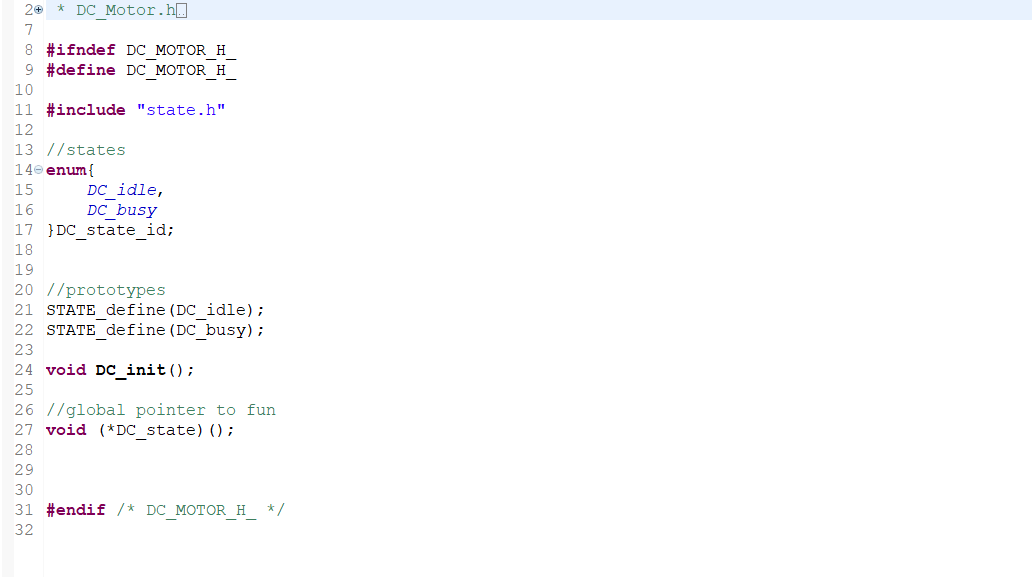 2 * DC_Motor.h
7
8 #ifndef DC_MOTOR_H_
9 #define DC_MOTOR_H_
10
11 #include "state.h"
12
13 //states
14 enum{
15     DC_idle,
16     DC_busy
17 }DC_state_id;
18
19
20 //prototypes
21 STATE_define(DC_idle);
22 STATE_define(DC_busy);
23
24 void DC_init();
25
26 //global pointer to fun
27 void (*DC_state)();
28
29
30
31 #endif /* DC_MOTOR_H_ */
32